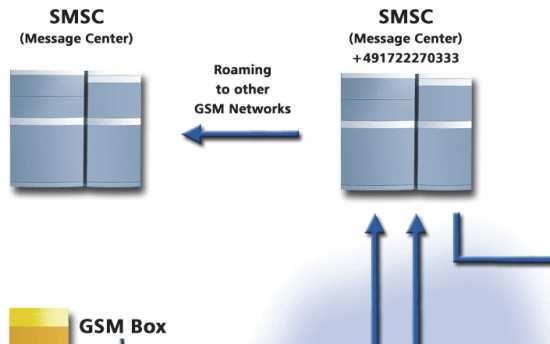 SMSC
(Message Center)
SMSC
(Message Center)
+491722270333
Roaming
to other
GSM Networks
GSM Box